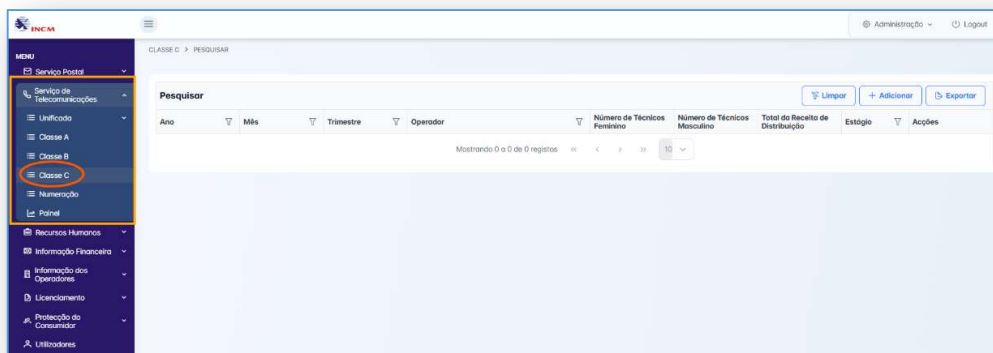 INCM
Administração
Logout
MENU
CLASSE C > PESQUISAR
Serviço Postal
Serviço de
Telecomunicações
Unificada
Classe A
Classe B
Classe C
Numeração
Painel
Recursos Humanos
Informação Financeira
Informação dos
Operadores
Licenciamento
Protecção do
Consumidor
Utilizadores
Pesquisar
Limpar
+ Adicionar
Exportar
Ano
Mês
Trimestre
Operador
Número de Técnicos
Feminino
Número de Técnicos
Masculino
Total da Receita de
Distribuição
Estágio
Acções
Mostrando 0 a 0 de 0 registos << < > >> 10